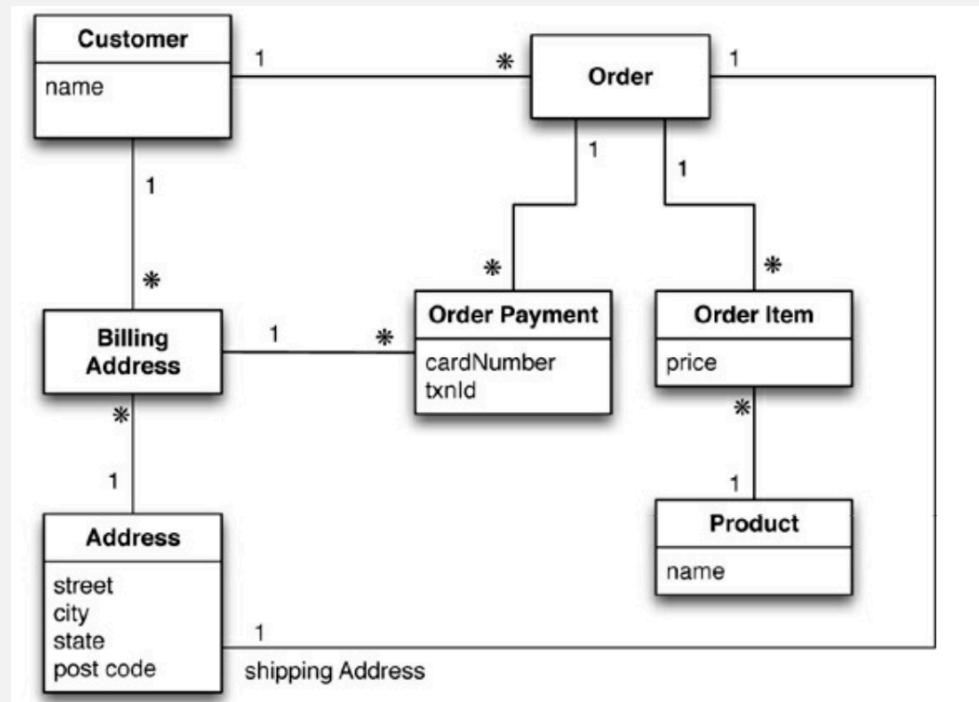 Customer
name
1
*
Order
1
1
1
1
*
*
*
Billing
Address
1
*
Order Payment
cardNumber
txnId
Order Item
price
*
*
1
1
Product
name
Address
street
city
state
post code
1
shipping Address